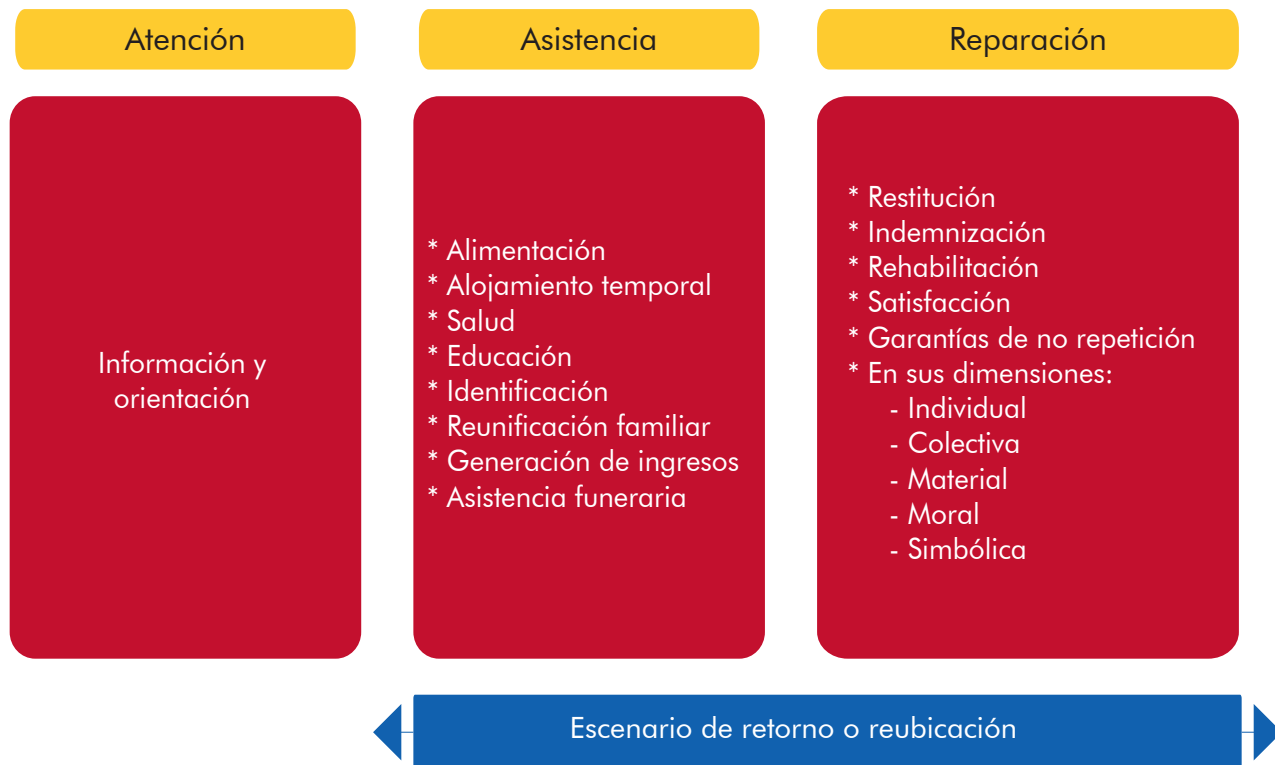 Atención
Información y
orientación
Asistencia
* Alimentación
* Alojamiento temporal
* Salud
* Educación
* Identificación
* Reunificación familiar
* Generación de ingresos
* Asistencia funeraria
Reparación
* Restitución
* Indemnización
* Rehabilitación
* Satisfacción
* Garantías de no repetición
* En sus dimensiones:
- Individual
- Colectiva
- Material
- Moral
- Simbólica
Escenario de retorno o reubicación